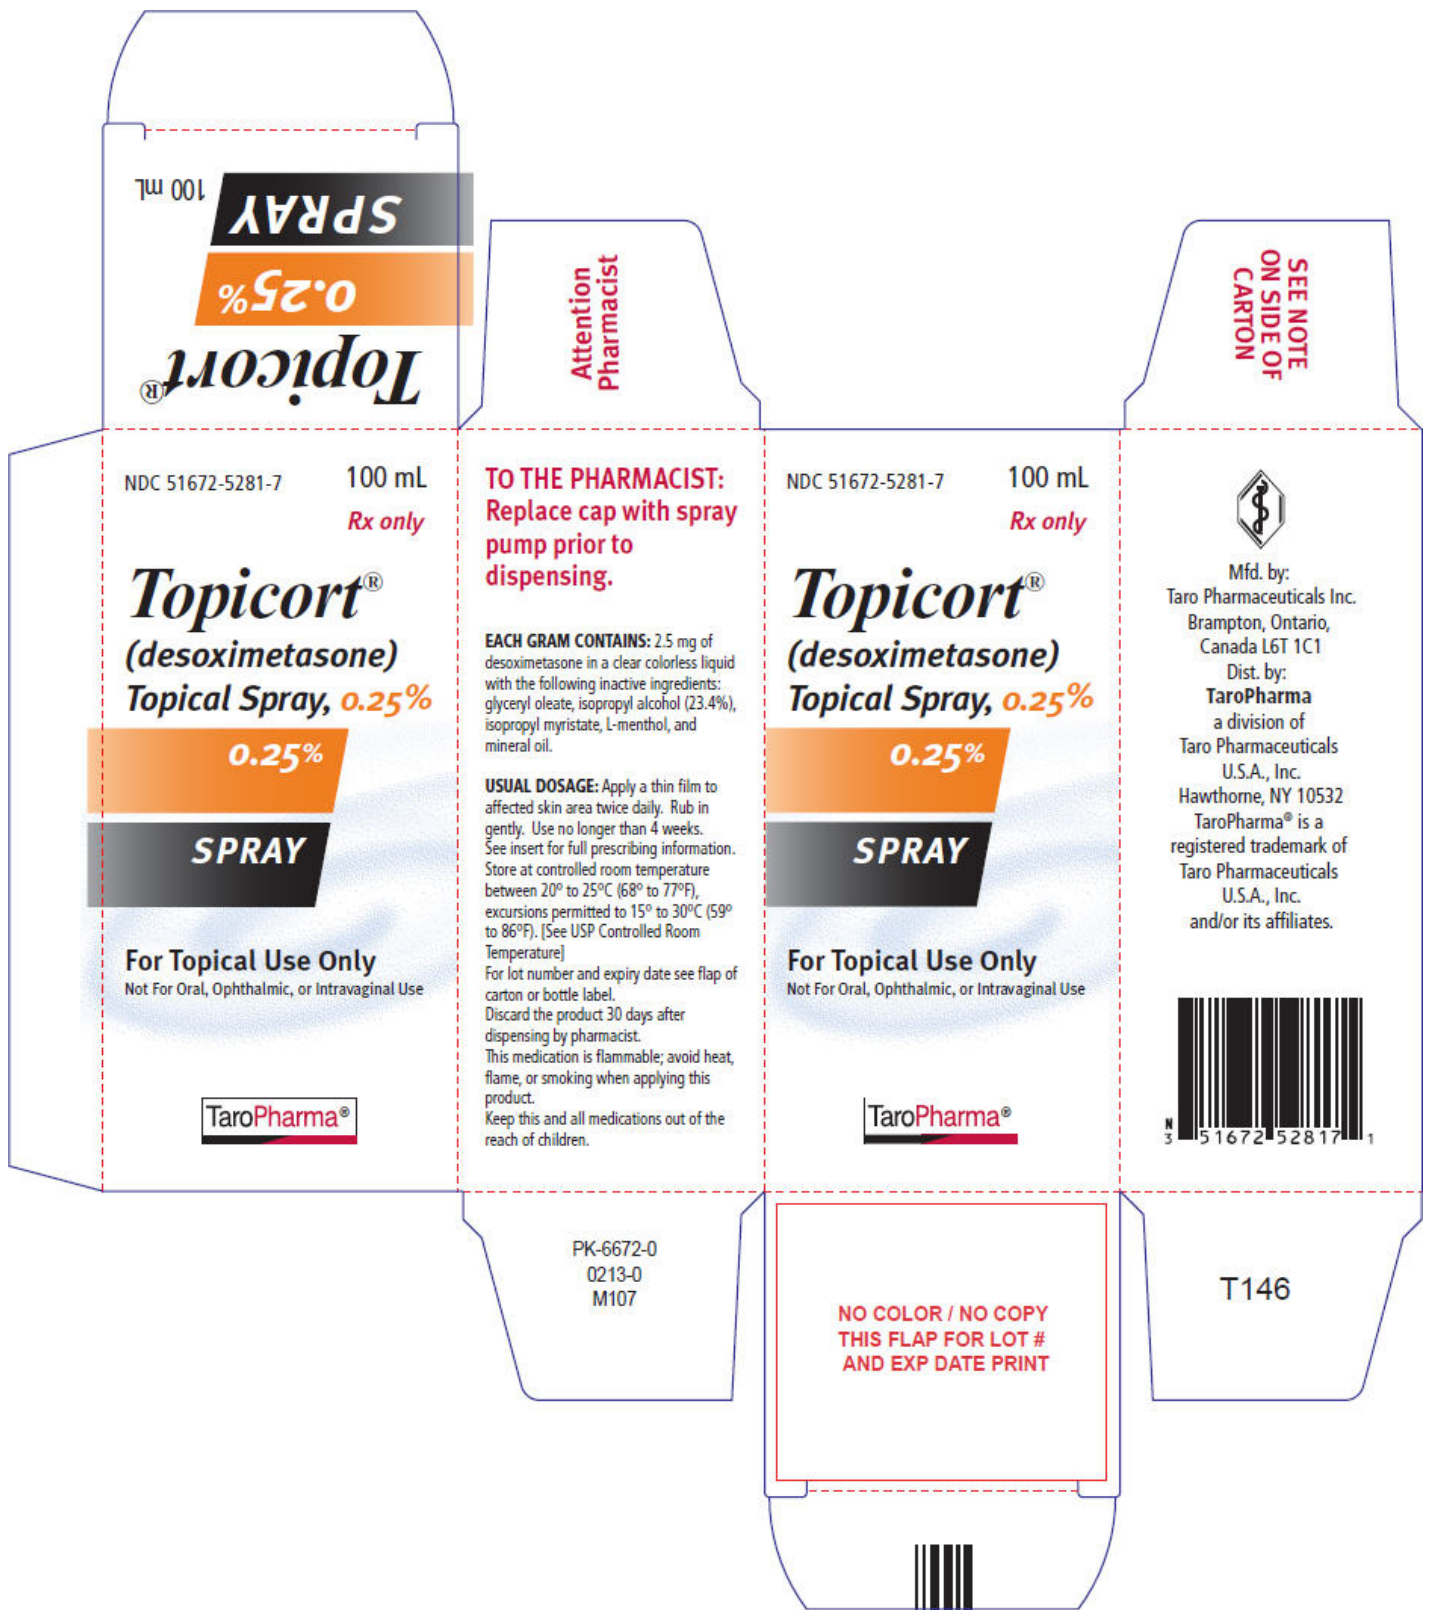 Topicort®
0.25%
SPRAY
100 mL
Attention
Pharmacist
SEE NOTE
ON SIDE OF
CARTON
NDC 51672-5281-7
100 mL
Rx only
Topicort®
(desoximetasone)
Topical Spray, 0.25%
0.25%
SPRAY
For Topical Use Only
Not For Oral, Ophthalmic, or Intravaginal Use
TaroPharma®
TO THE PHARMACIST:
Replace cap with spray
pump prior to
dispensing.
EACH GRAM CONTAINS: 2.5 mg of
desoximetasone in a clear colorless liquid
with the following inactive ingredients:
glyceryl oleate, isopropyl alcohol (23.4%),
isopropyl myristate, L-menthol, and
mineral oil.
USUAL DOSAGE: Apply a thin film to
affected skin area twice daily. Rub in
gently. Use no longer than 4 weeks.
See insert for full prescribing information.
Store at controlled room temperature
between 20º to 25ºC (68º to 77ºF),
excursions permitted to 15º to 30ºC (59º
to 86ºF). [See USP Controlled Room
Temperature]
For lot number and expiry date see flap of
carton or bottle label.
Discard the product 30 days after
dispensing by pharmacist.
This medication is flammable; avoid heat,
flame, or smoking when applying this
product.
Keep this and all medications out of the
reach of children.
NDC 51672-5281-7
100 mL
Rx only
Topicort®
(desoximetasone)
Topical Spray, 0.25%
0.25%
SPRAY
For Topical Use Only
Not For Oral, Ophthalmic, or Intravaginal Use
TaroPharma®
Mfd. by:
Taro Pharmaceuticals Inc.
Brampton, Ontario,
Canada L6T 1C1
Dist. by:
TaroPharma
a division of
Taro Pharmaceuticals
U.S.A., Inc.
Hawthorne, NY 10532
TaroPharma® is a
registered trademark of
Taro Pharmaceuticals
U.S.A., Inc.
and/or its affiliates.
N
3 51672 52817 1
PK-6672-0
0213-0
M107
NO COLOR / NO COPY
THIS FLAP FOR LOT #
AND EXP DATE PRINT
T146